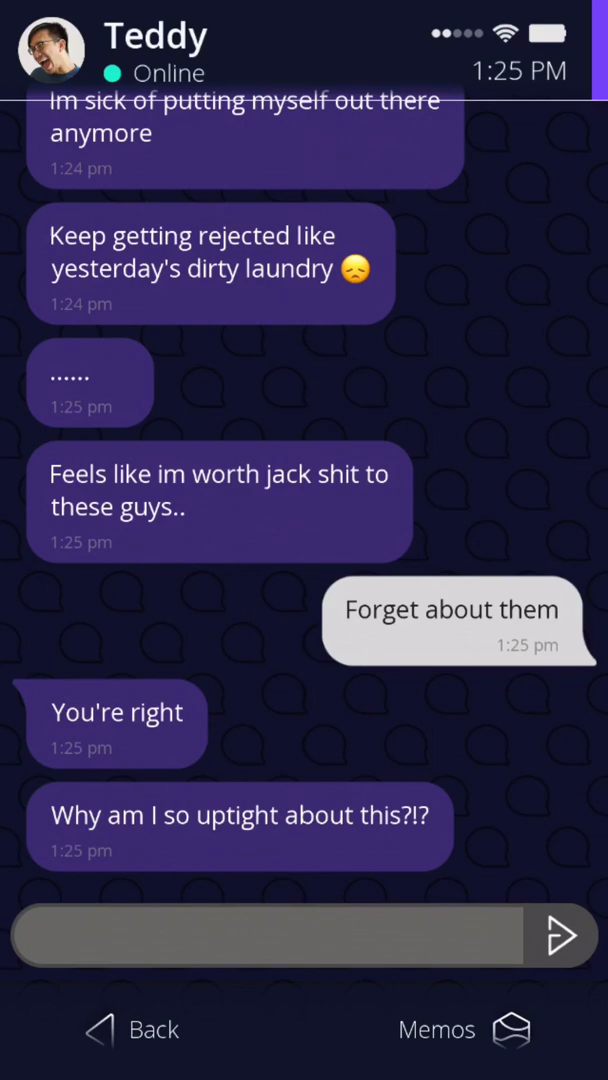 Teddy
Online
1:25 PM
Im sick of putting myself out there
anymore
1:24 pm
Keep getting rejected like
yesterday's dirty laundry 😞
1:24 pm
......
1:25 pm
Feels like im worth jack shit to
these guys..
1:25 pm
Forget about them
1:25 pm
You're right
1:25 pm
Why am I so uptight about this?!?
1:25 pm
Back
Memos